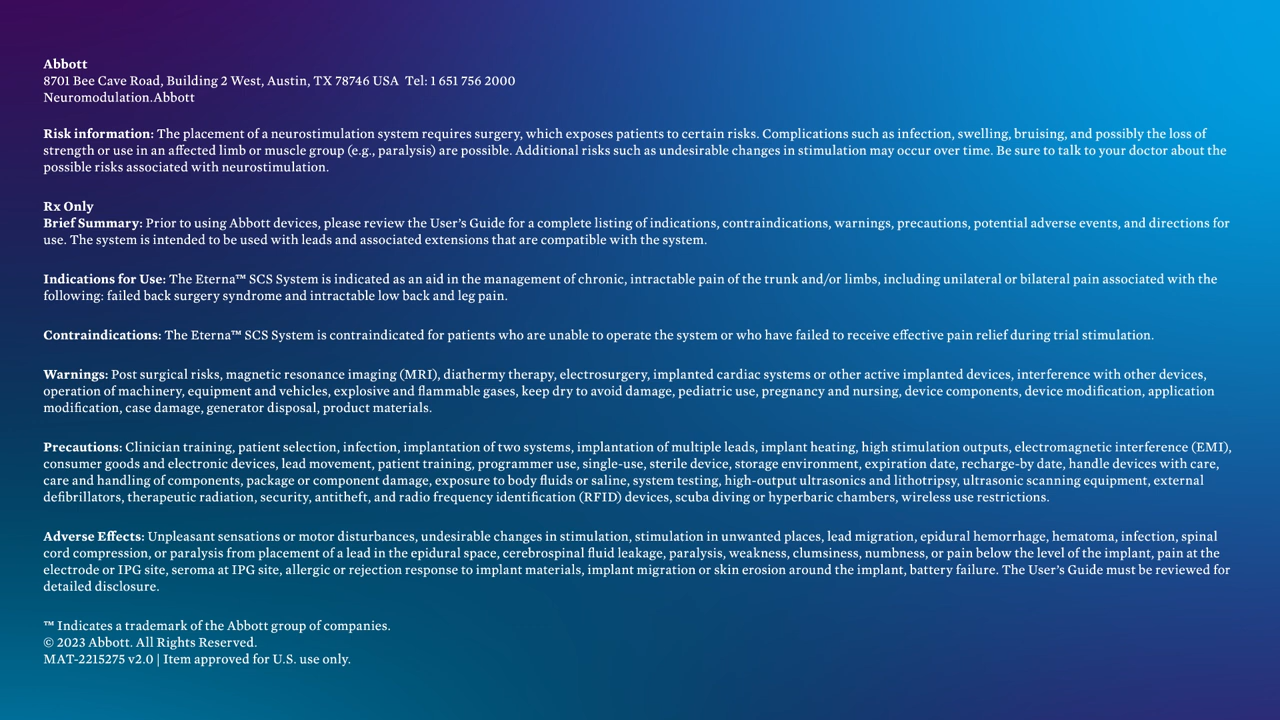 Abbott
8701 Bee Cave Road, Building 2 West, Austin, TX 78746 USA  Tel: 1 651 756 2000
Neuromodulation.Abbott
Risk information: The placement of a neurostimulation system requires surgery, which exposes patients to certain risks. Complications such as infection, swelling, bruising, and possibly the loss of
strength or use in an affected limb or muscle group (e.g., paralysis) are possible. Additional risks such as undesirable changes in stimulation may occur over time. Be sure to talk to your doctor about the
possible risks associated with neurostimulation.
Rx Only
Brief Summary: Prior to using Abbott devices, please review the User’s Guide for a complete listing of indications, contraindications, warnings, precautions, potential adverse events, and directions for
use. The system is intended to be used with leads and associated extensions that are compatible with the system.
Indications for Use: The Eterna™ SCS System is indicated as an aid in the management of chronic, intractable pain of the trunk and/or limbs, including unilateral or bilateral pain associated with the
following: failed back surgery syndrome and intractable low back and leg pain.
Contraindications: The Eterna™ SCS System is contraindicated for patients who are unable to operate the system or who have failed to receive effective pain relief during trial stimulation.
Warnings: Post surgical risks, magnetic resonance imaging (MRI), diathermy therapy, electrosurgery, implanted cardiac systems or other active implanted devices, interference with other devices,
operation of machinery, equipment and vehicles, explosive and flammable gases, keep dry to avoid damage, pediatric use, pregnancy and nursing, device components, device modification, application
modification, case damage, generator disposal, product materials.
Precautions: Clinician training, patient selection, infection, implantation of two systems, implantation of multiple leads, implant heating, high stimulation outputs, electromagnetic interference (EMI),
consumer goods and electronic devices, lead movement, patient training, programmer use, single-use, sterile device, storage environment, expiration date, recharge-by date, handle devices with care,
care and handling of components, package or component damage, exposure to body fluids or saline, system testing, high-output ultrasonics and lithotripsy, ultrasonic scanning equipment, external
defibrillators, therapeutic radiation, security, antitheft, and radio frequency identification (RFID) devices, scuba diving or hyperbaric chambers, wireless use restrictions.
Adverse Effects: Unpleasant sensations or motor disturbances, undesirable changes in stimulation, stimulation in unwanted places, lead migration, epidural hemorrhage, hematoma, infection, spinal
cord compression, or paralysis from placement of a lead in the epidural space, cerebrospinal fluid leakage, paralysis, weakness, clumsiness, numbness, or pain below the level of the implant, pain at the
electrode or IPG site, seroma at IPG site, allergic or rejection response to implant materials, implant migration or skin erosion around the implant, battery failure. The User’s Guide must be reviewed for
detailed disclosure.
™ Indicates a trademark of the Abbott group of companies.
© 2023 Abbott. All Rights Reserved.
MAT-2215275 v2.0 | Item approved for U.S. use only.